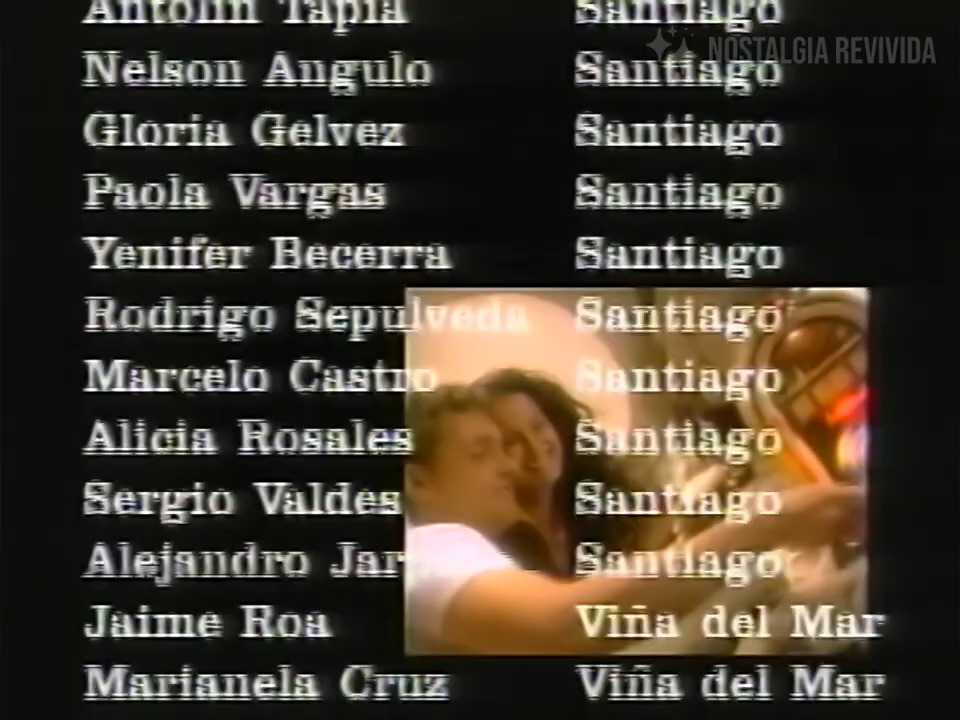 Antolin Tapia Santiago
NOSTALGIA REVIVIDA
Nelson Angulo Santiago
Gloria Gelvez Santiago
Paola Vargas Santiago
Yenifer Becerra Santiago
Rodrigo Sepulveda Santiago
Marcelo Castro Santiago
Alicia Rosales Santiago
Sergio Valdes Santiago
Alejandro Santiago
Jaime Roa Viña del Mar
Marianela Cruz Viña del Mar